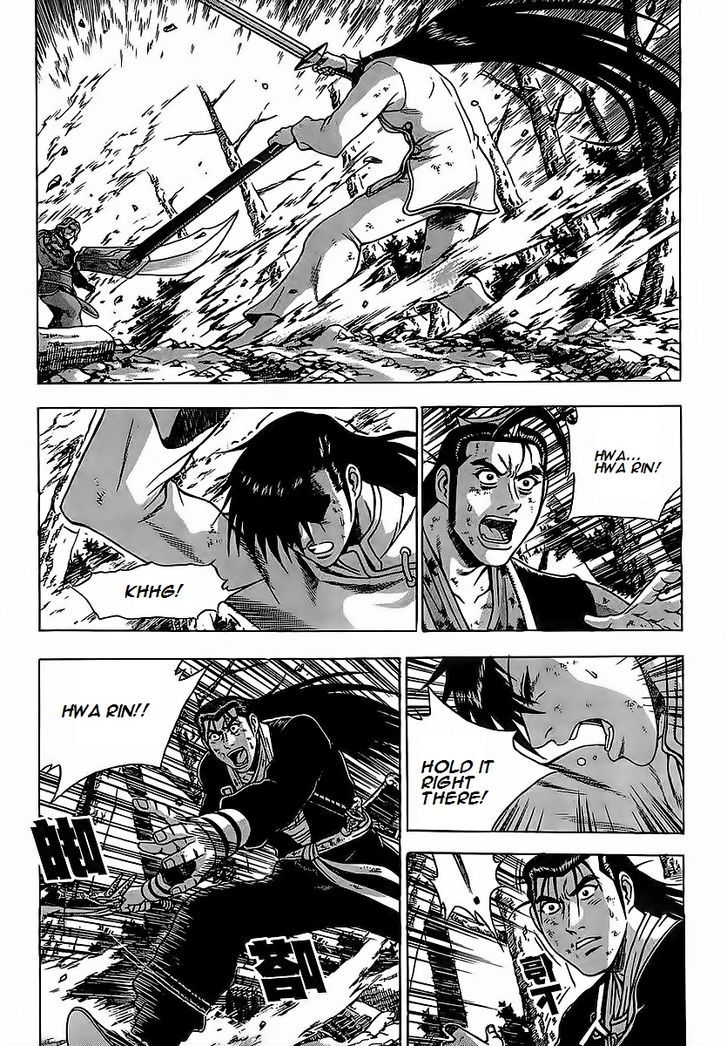 HWA...
HWA RIN!
KHHG!
HWA RIN!!
HOLD IT
RIGHT
THERE!